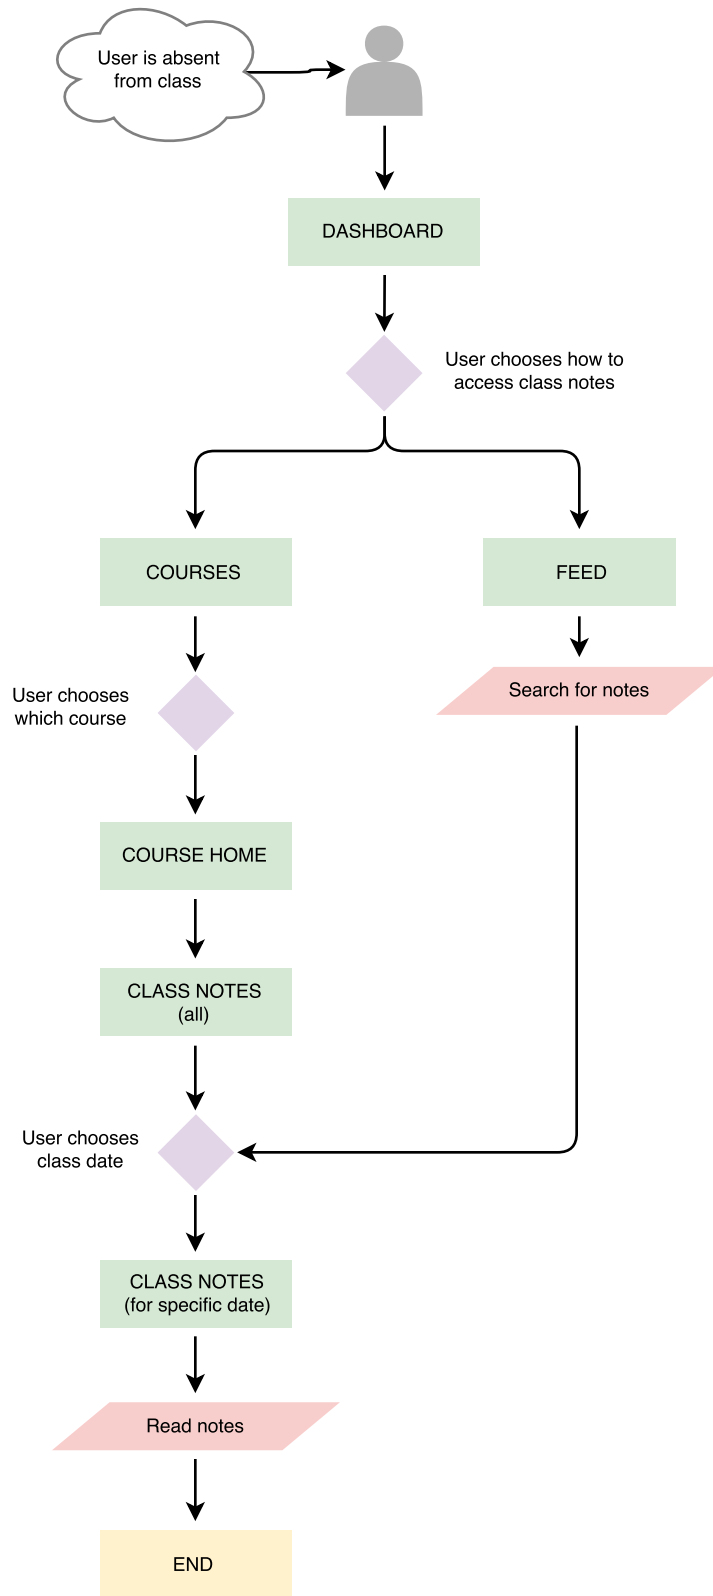 User is absent
from class
DASHBOARD
User chooses how to
access class notes
COURSES
FEED
User chooses
which course
Search for notes
COURSE HOME
CLASS NOTES
(all)
User chooses
class date
CLASS NOTES
(for specific date)
Read notes
END